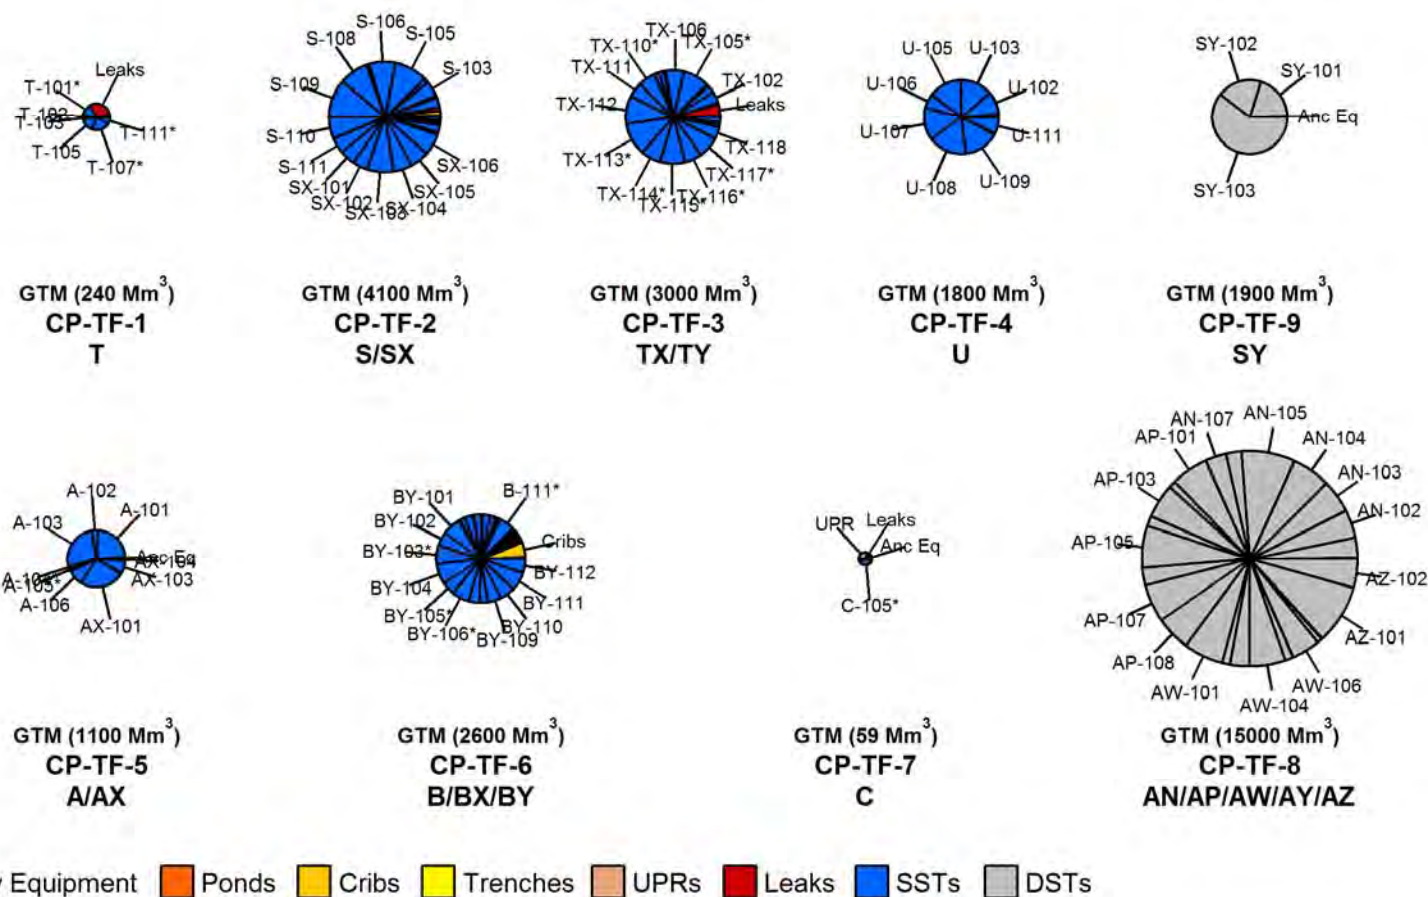 T-101*
Leaks
T-103
T-105
T-107*
T-111*
GTM (240 Mm³)
CP-TF-1
T
S-106
S-105
S-108
S-103
S-109
S-110
S-111
SX-101
SX-102
SX-103
SX-104
SX-105
SX-106
GTM (4100 Mm³)
CP-TF-2
S/SX
TX-106
TX-105*
TX-110*
TX-102
TX-111
Leaks
TX-112
TX-118
TX-113*
TX-117*
TX-114*
TX-116*
TX-115*
GTM (3000 Mm³)
CP-TF-3
TX/TY
U-105
U-103
U-106
U-102
U-107
U-111
U-108
U-109
GTM (1800 Mm³)
CP-TF-4
U
SY-102
SY-101
Anc Eq
SY-103
GTM (1900 Mm³)
CP-TF-9
SY
A-102
A-101
A-103
Anc Eq
AX-104
AX-103
A-105*
A-106
AX-101
GTM (1100 Mm³)
CP-TF-5
A/AX
BY-101
B-111*
BY-102
Cribs
BY-103*
BY-112
BY-104
BY-111
BY-105*
BY-110
BY-106*
BY-109
GTM (2600 Mm³)
CP-TF-6
B/BX/BY
UPR
Leaks
Anc Eq
C-105*
GTM (59 Mm³)
CP-TF-7
C
AN-105
AN-107
AN-104
AP-101
AN-103
AP-103
AN-102
AP-105
AZ-102
AP-107
AZ-101
AP-108
AW-106
AW-101
AW-104
GTM (15000 Mm³)
CP-TF-8
AN/AP/AW/AY/AZ
Equipment Ponds Cribs Trenches UPRs Leaks SSTs DSTs